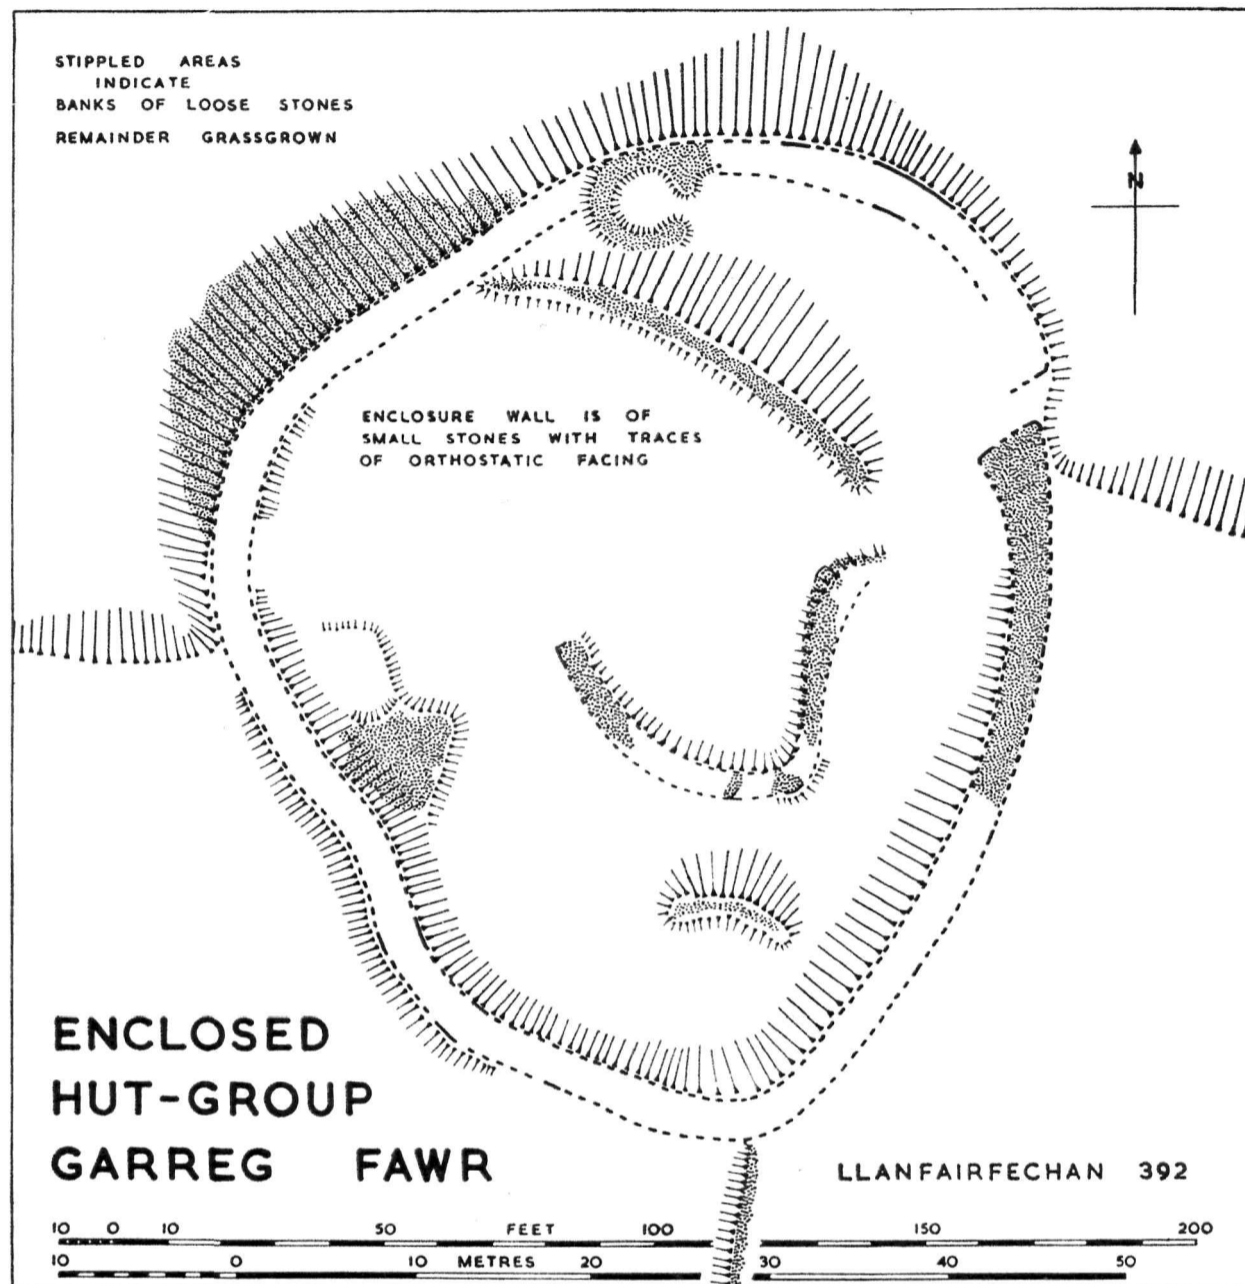 STIPPLED AREAS
INDICATE
BANKS OF LOOSE STONES
REMAINDER GRASSGROWN
N
ENCLOSURE WALL IS OF
SMALL STONES WITH TRACES
OF ORTHOSTATIC FACING
ENCLOSED
HUT-GROUP
GARREG FAWR
LLANFAIRFECHAN 392
10 0 10 50 FEET 100 150 200
10 0 10 METRES 20 30 40 50